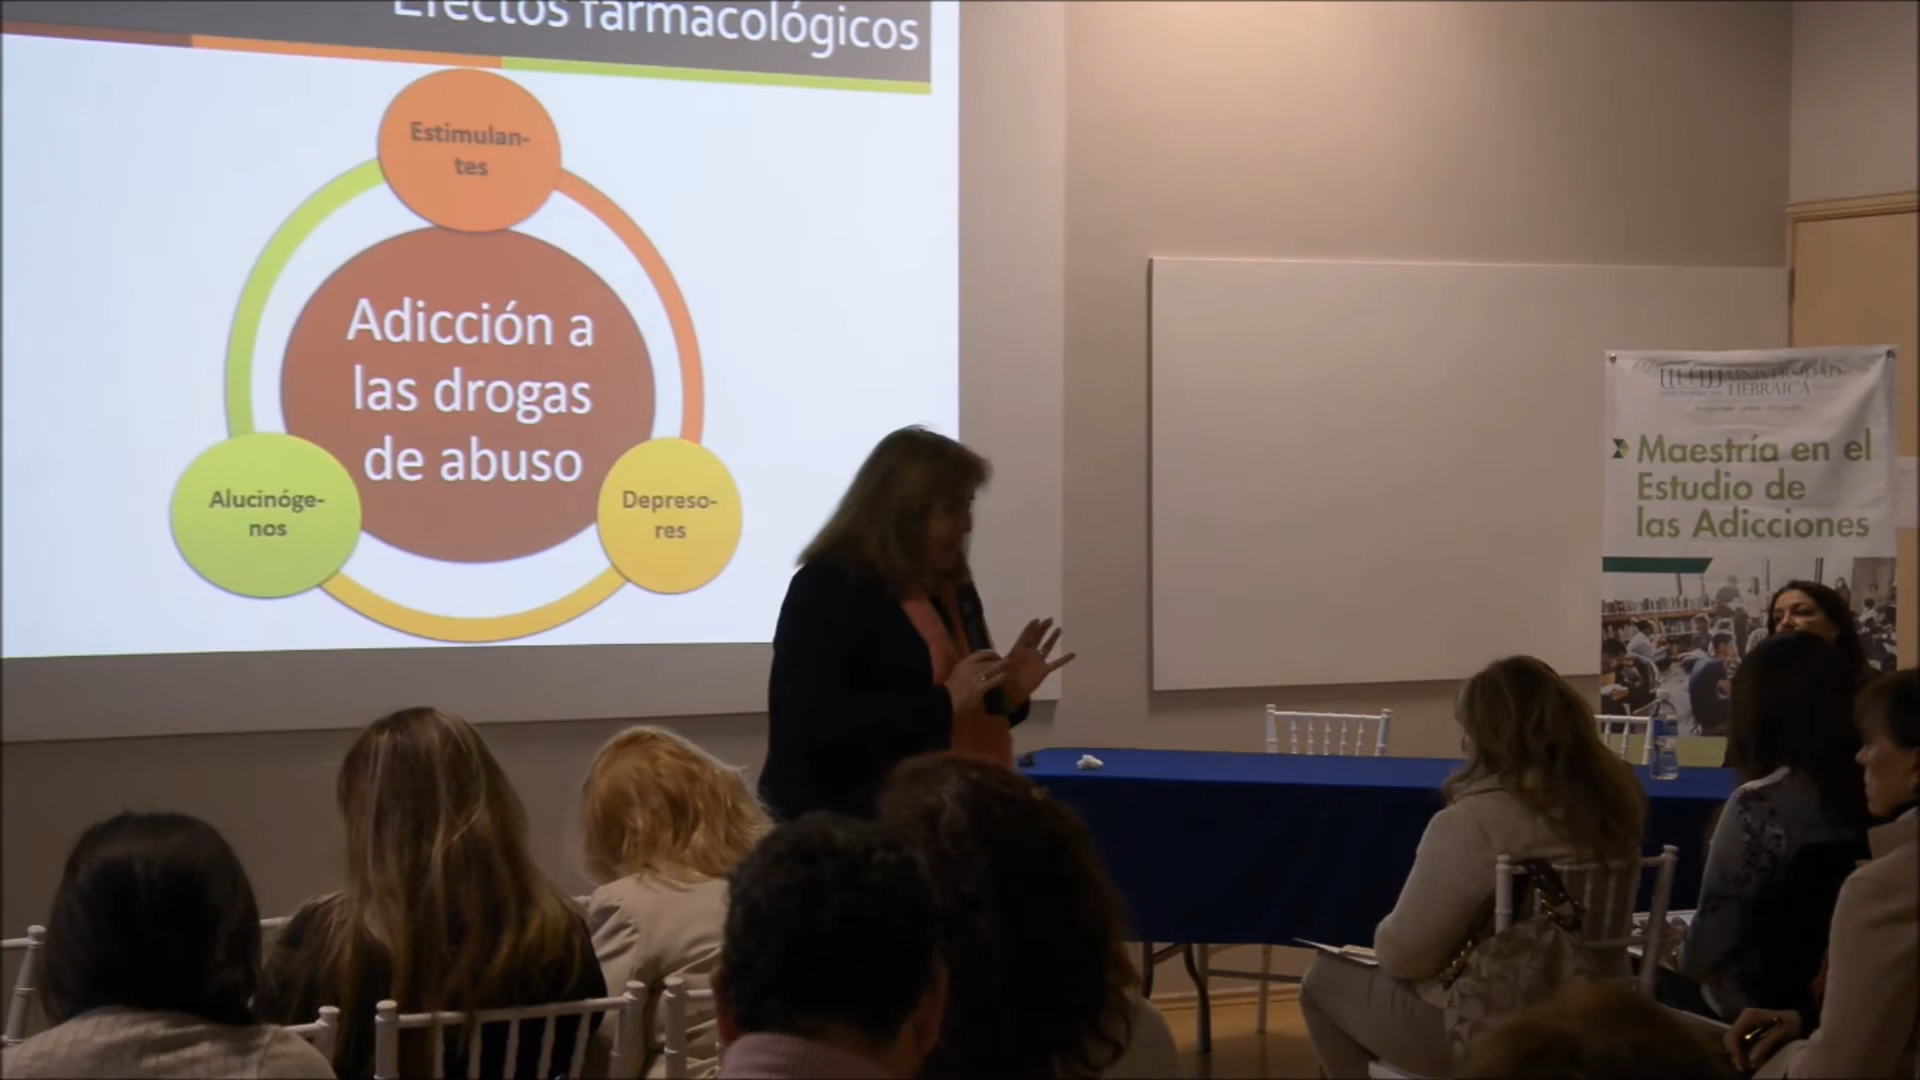 Efectos farmacológicos
Estimulan-
tes
Adicción a
las drogas
de abuso
Alucinóge-
nos
Depreso-
res
UNIVERSIDAD
HEBRAICA
Maestría en el
Estudio de
las Adicciones